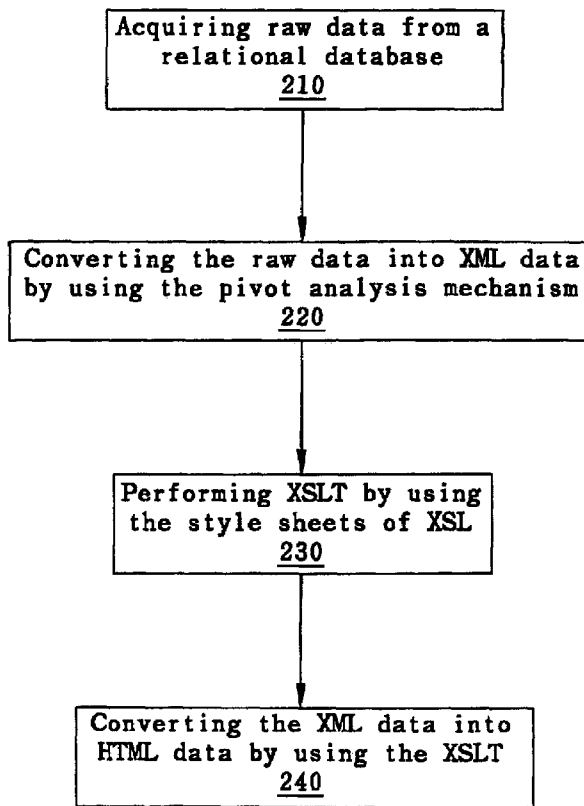 Acquiring raw data from a
relational database
210
Converting the raw data into XML data
by using the pivot analysis mechanism
220
Performing XSLT by using
the style sheets of XSL
230
Converting the XML data into
HTML data by using the XSLT
240